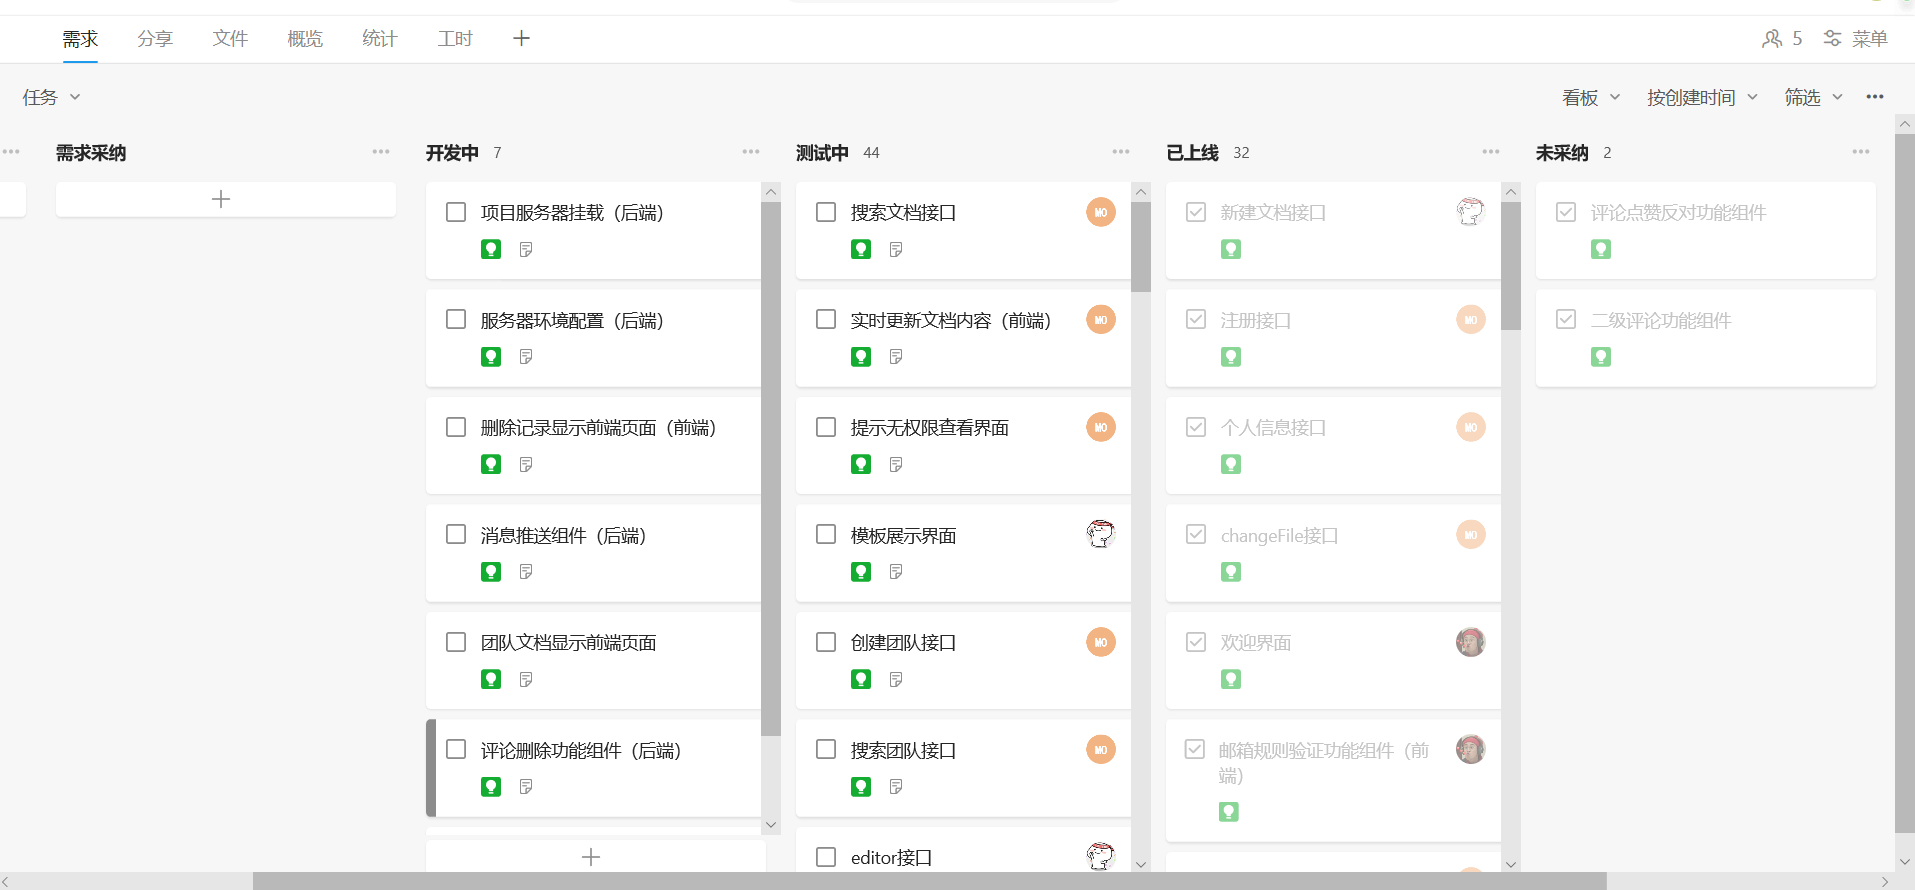 需求 分享 文件 概览 统计 工时
5 菜单
任务
看板 按创建时间 筛选
需求采纳
开发中 7
项目服务器挂载（后端）
服务器环境配置（后端）
删除记录显示前端页面（前端）
消息推送组件（后端）
团队文档显示前端页面
评论删除功能组件（后端）
测试中 44
搜索文档接口
MO
实时更新文档内容（前端）
MO
提示无权限查看界面
MO
模板展示界面
创建团队接口
MO
搜索团队接口
MO
editor接口
已上线 32
新建文档接口
注册接口
MO
个人信息接口
MO
changeFile接口
MO
欢迎界面
邮箱规则验证功能组件（前
端）
未采纳 2
评论点赞反对功能组件
二级评论功能组件